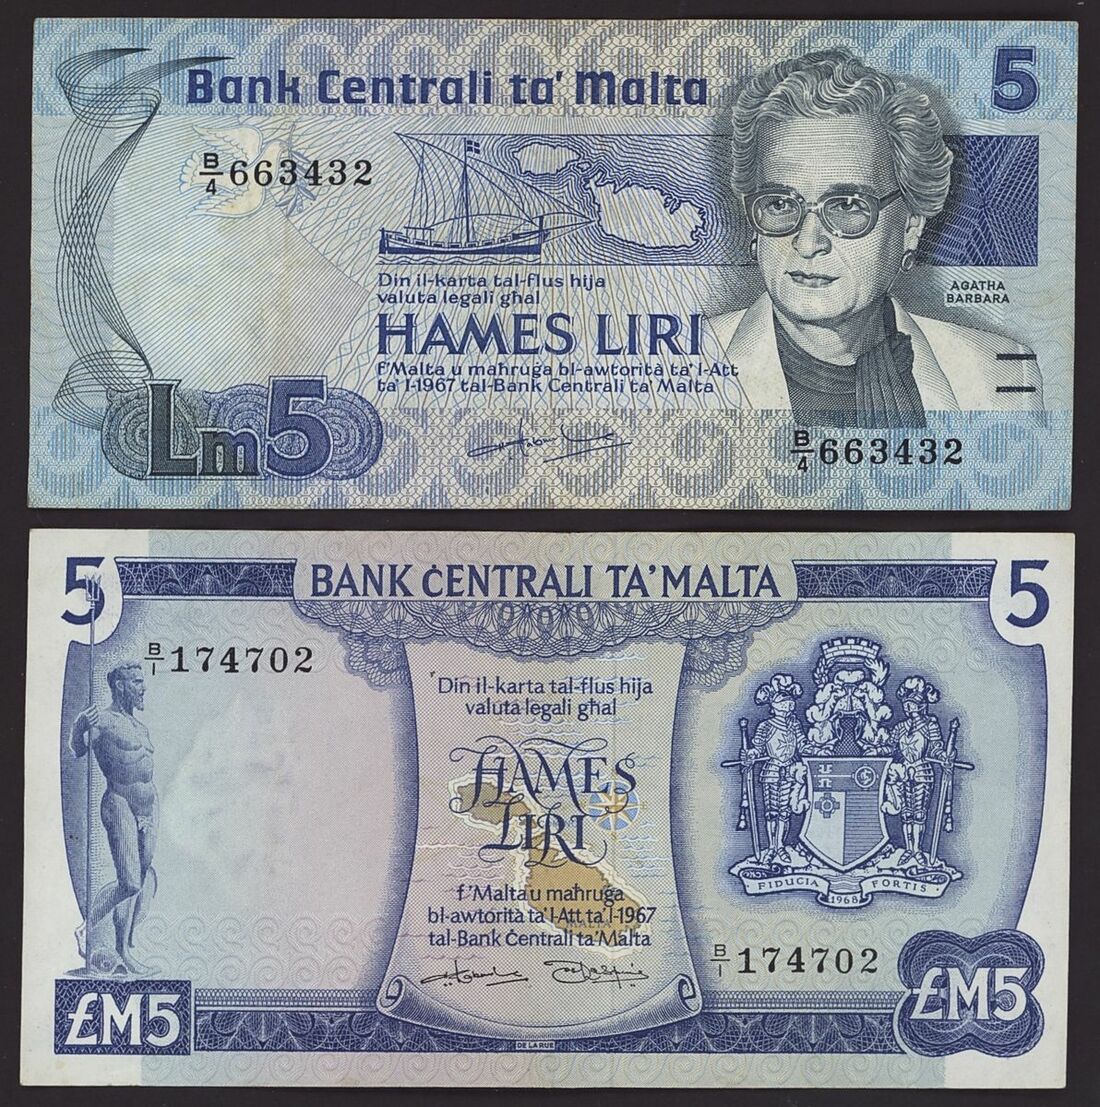 Bank Centrali ta' Malta
5
B/4 663432
Din il-karta tal-flus hija
valuta legali għal
HAMES LIRI
f'Malta u maħruga bl-awtorità ta' l-Att
ta' l-1967 tal-Bank Centrali ta' Malta
AGATHA
BARBARA
Lm5
B/4 663432
5
BANK ĊENTRALI TA' MALTA
5
B/1 174702
Din il-karta tal-flus hija
valuta legali għal
ĦAMES
LIRI
f'Malta u maħruga
bl-awtorità ta' l-Att ta' l-1967
tal-Bank Ċentrali ta' Malta
MALTA
FIDUCIA FORTIS
1968
B/1 174702
£M5
£M5
DE LA RUE